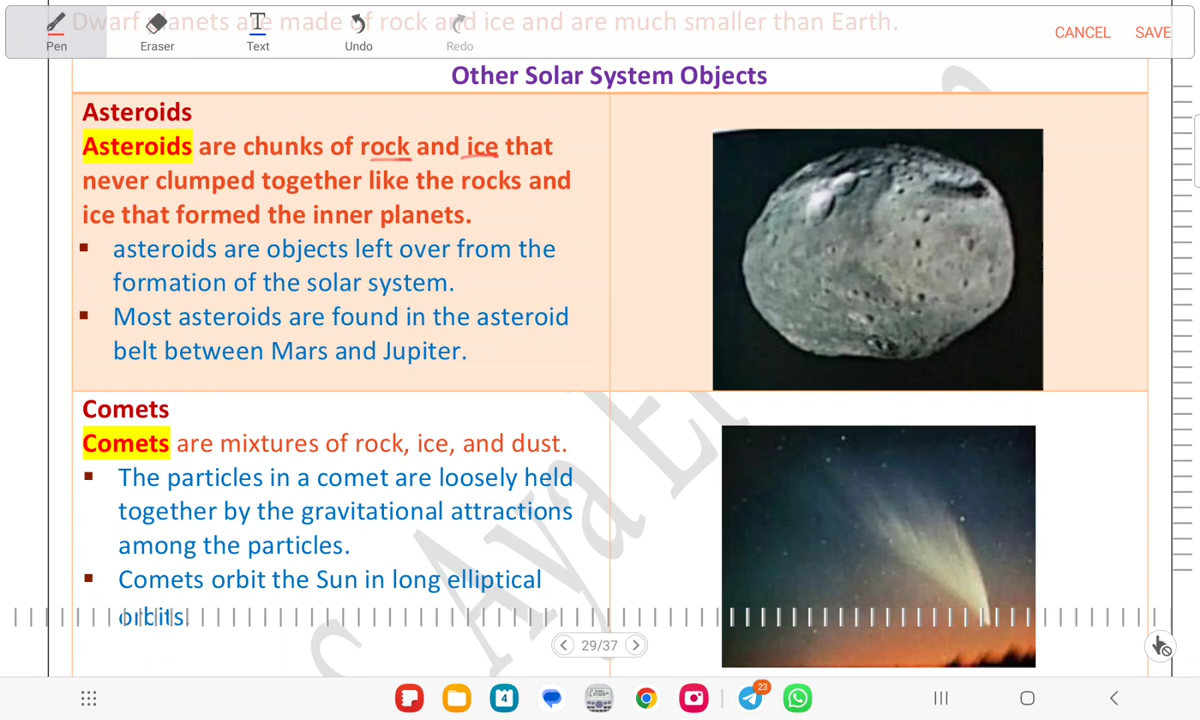 Dwarf planets are made of rock and ice and are much smaller than Earth.
Pen
Eraser
T
Text
Undo
Redo
CANCEL
SAVE
Other Solar System Objects
Asteroids
Asteroids are chunks of rock and ice that
never clumped together like the rocks and
ice that formed the inner planets.
▪ asteroids are objects left over from the
formation of the solar system.
▪ Most asteroids are found in the asteroid
belt between Mars and Jupiter.
Comets
Comets are mixtures of rock, ice, and dust.
▪ The particles in a comet are loosely held
together by the gravitational attractions
among the particles.
▪ Comets orbit the Sun in long elliptical
orbits.
Aya
29/37
4
23